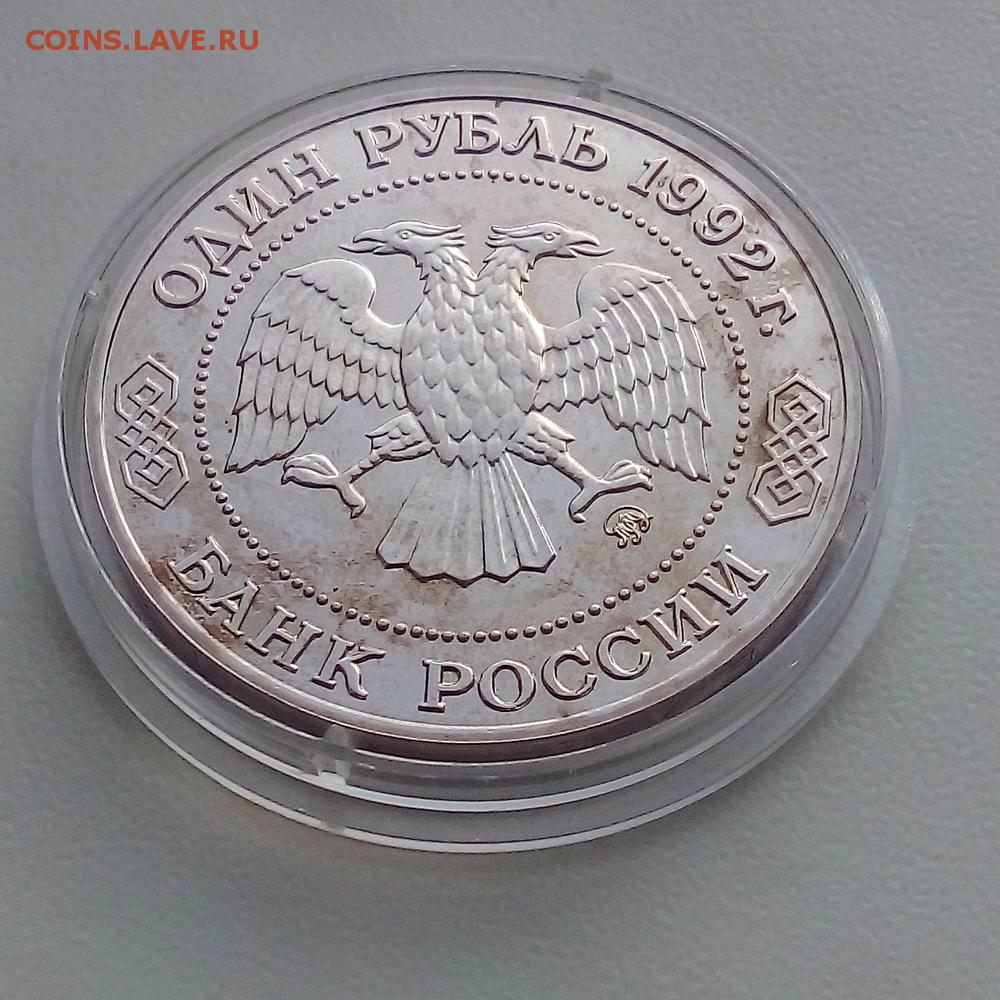 COINS.LAVE.RU
ОДИН РУБЛЬ 1992 г.
БАНК РОССИИ